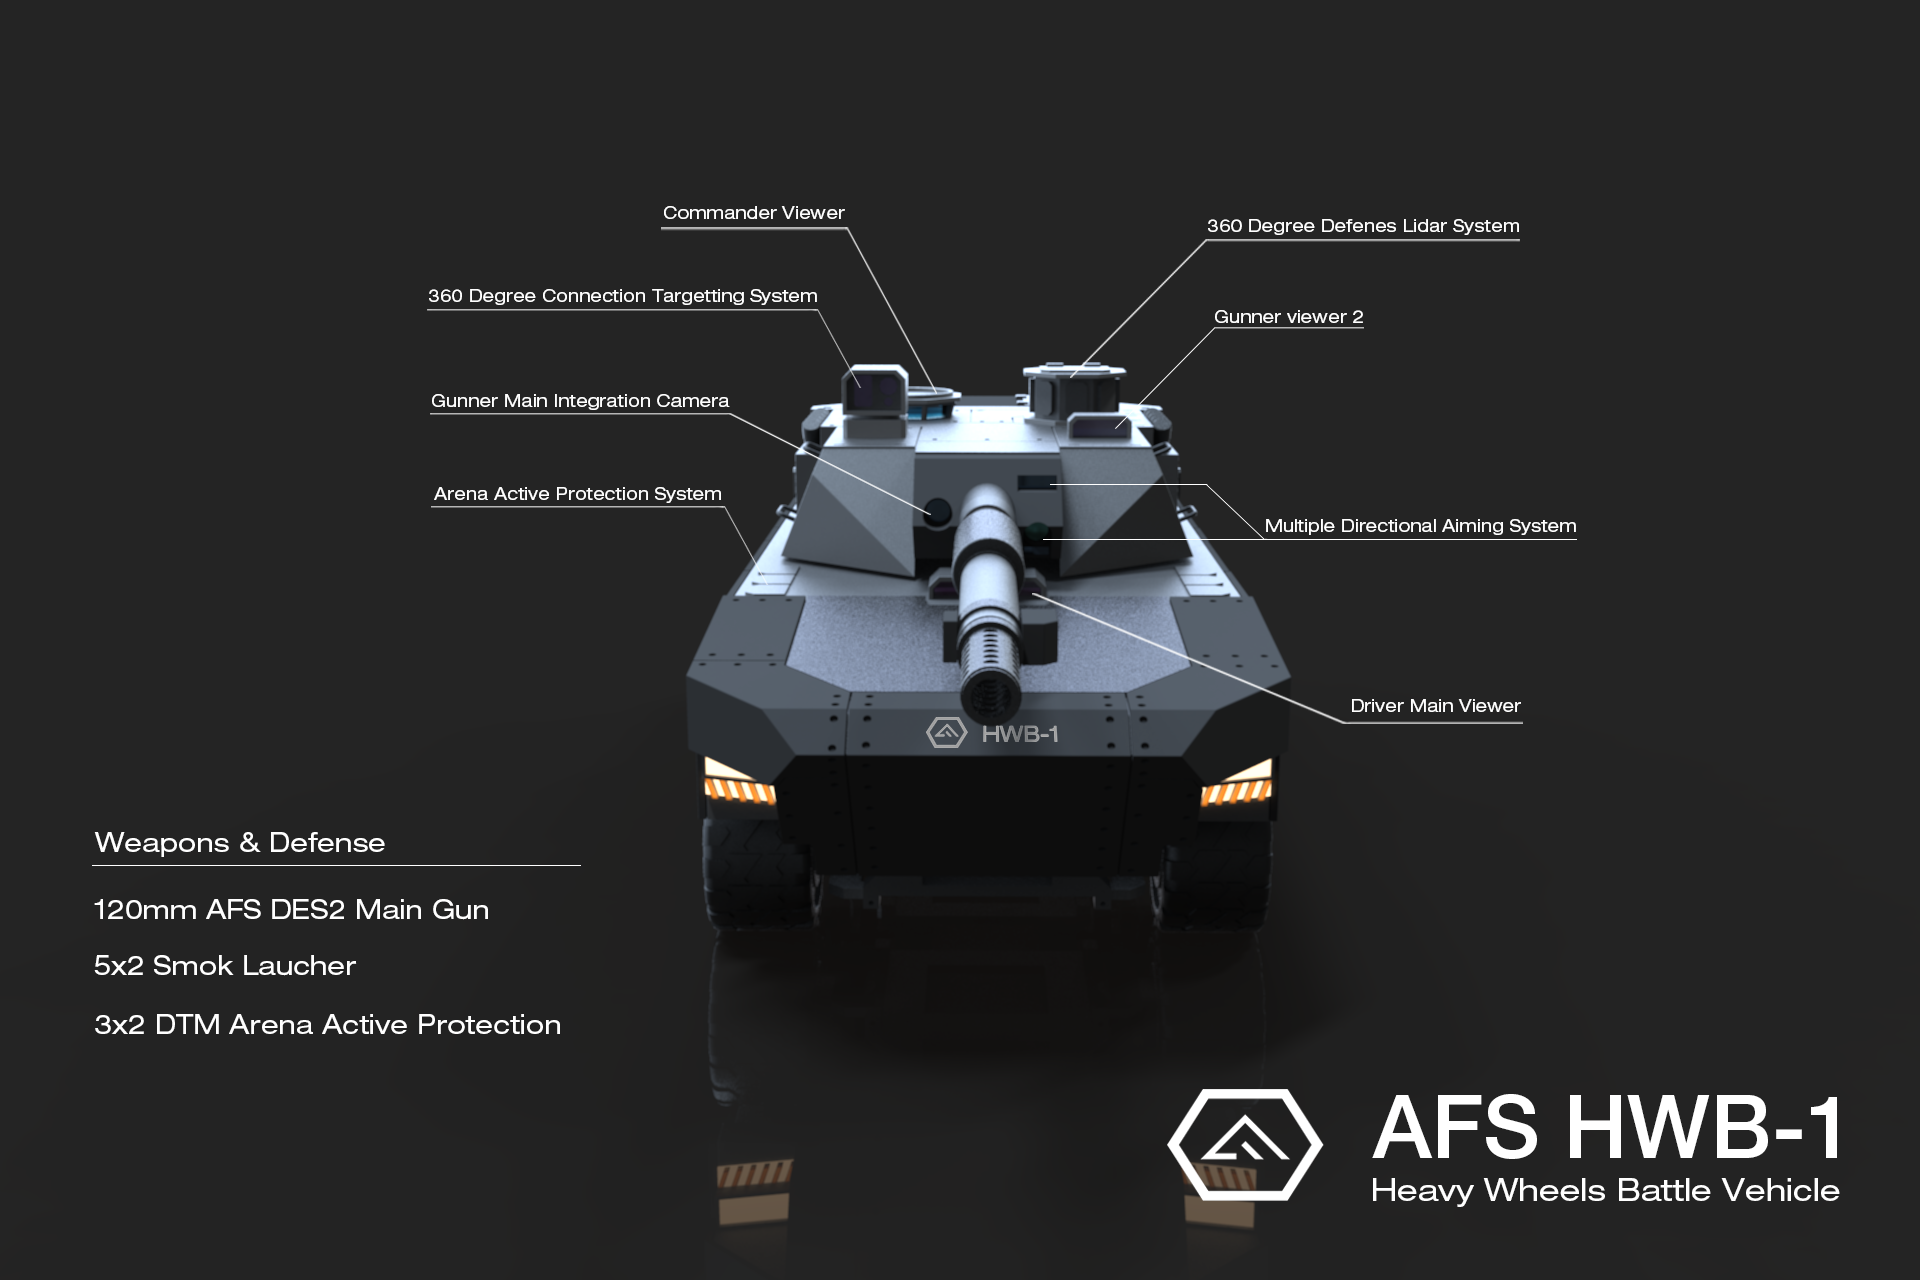 Commander Viewer
360 Degree Defenes Lidar System
360 Degree Connection Targetting System
Gunner viewer 2
Gunner Main Integration Camera
Arena Active Protection System
Multiple Directional Aiming System
Driver Main Viewer
HWB-1
Weapons & Defense
120mm AFS DES2 Main Gun
5x2 Smok Laucher
3x2 DTM Arena Active Protection
AFS HWB-1
Heavy Wheels Battle Vehicle